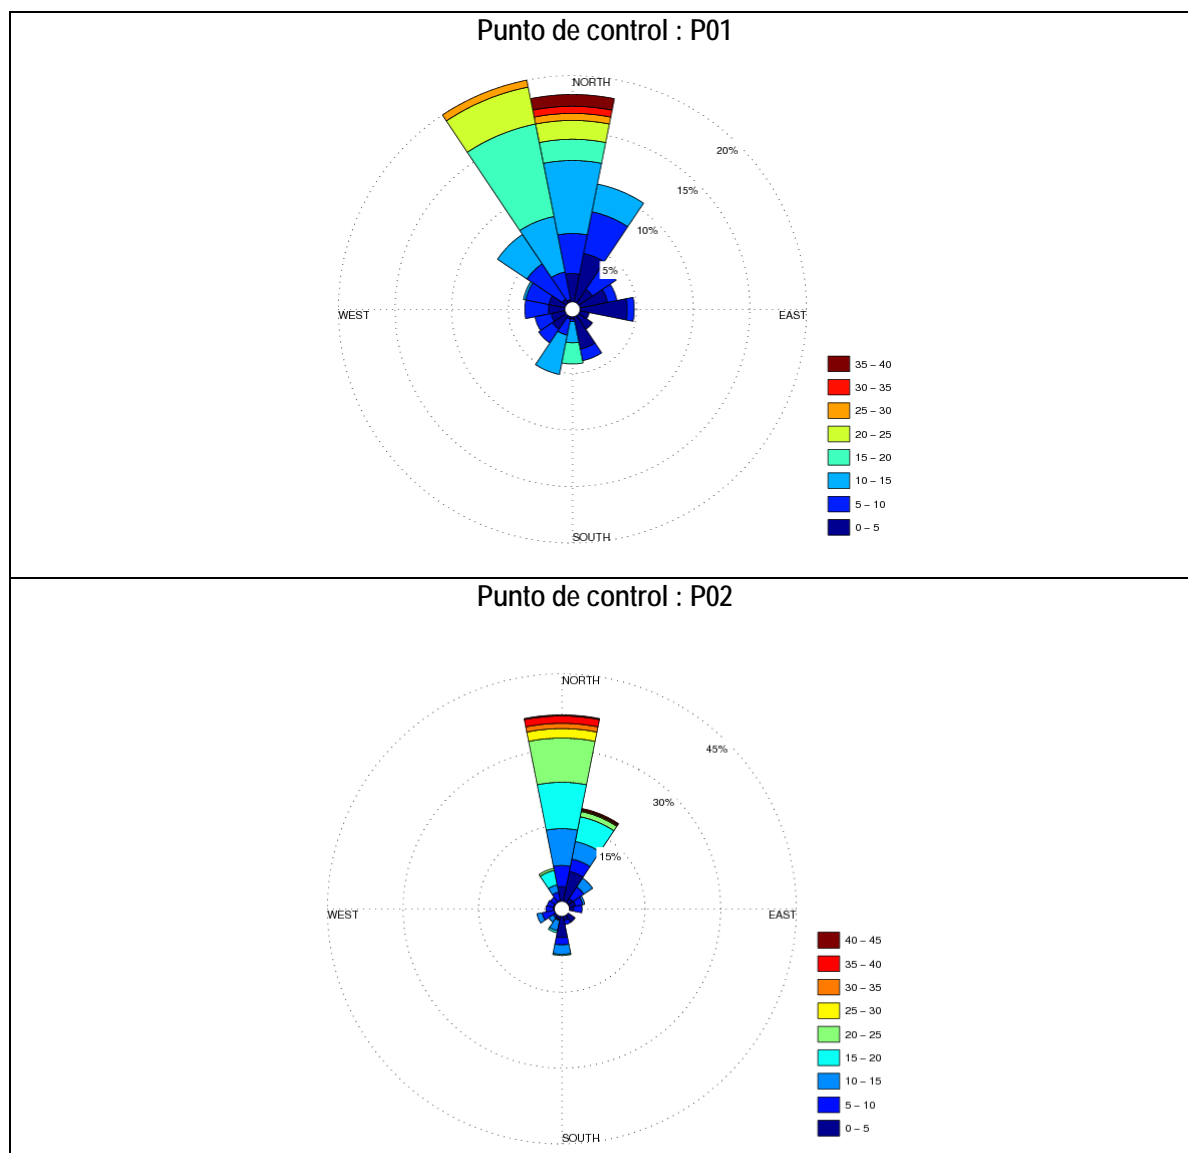 Punto de control : P01
NORTH
20%
15%
10%
5%
WEST
EAST
35 – 40
30 – 35
25 – 30
20 – 25
15 – 20
10 – 15
5 – 10
0 – 5
SOUTH
Punto de control : P02
NORTH
45%
30%
15%
WEST
EAST
40 – 45
35 – 40
30 – 35
25 – 30
20 – 25
15 – 20
10 – 15
5 – 10
0 – 5
SOUTH